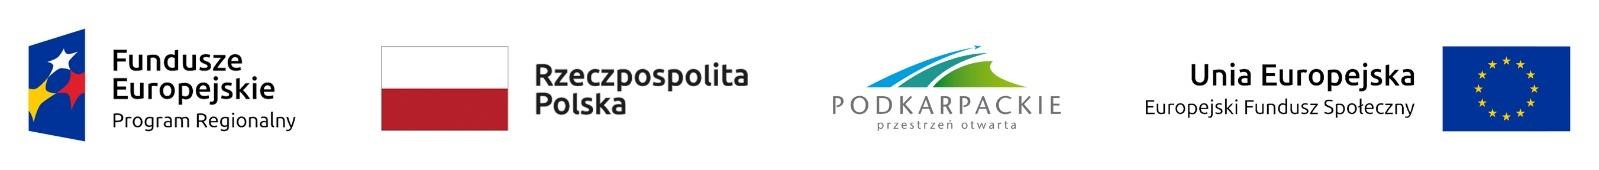 Fundusze
Europejskie
Program Regionalny
Rzeczpospolita
Polska
PODKARPACKIE
przestrzeń otwarta
Unia Europejska
Europejski Fundusz Społeczny